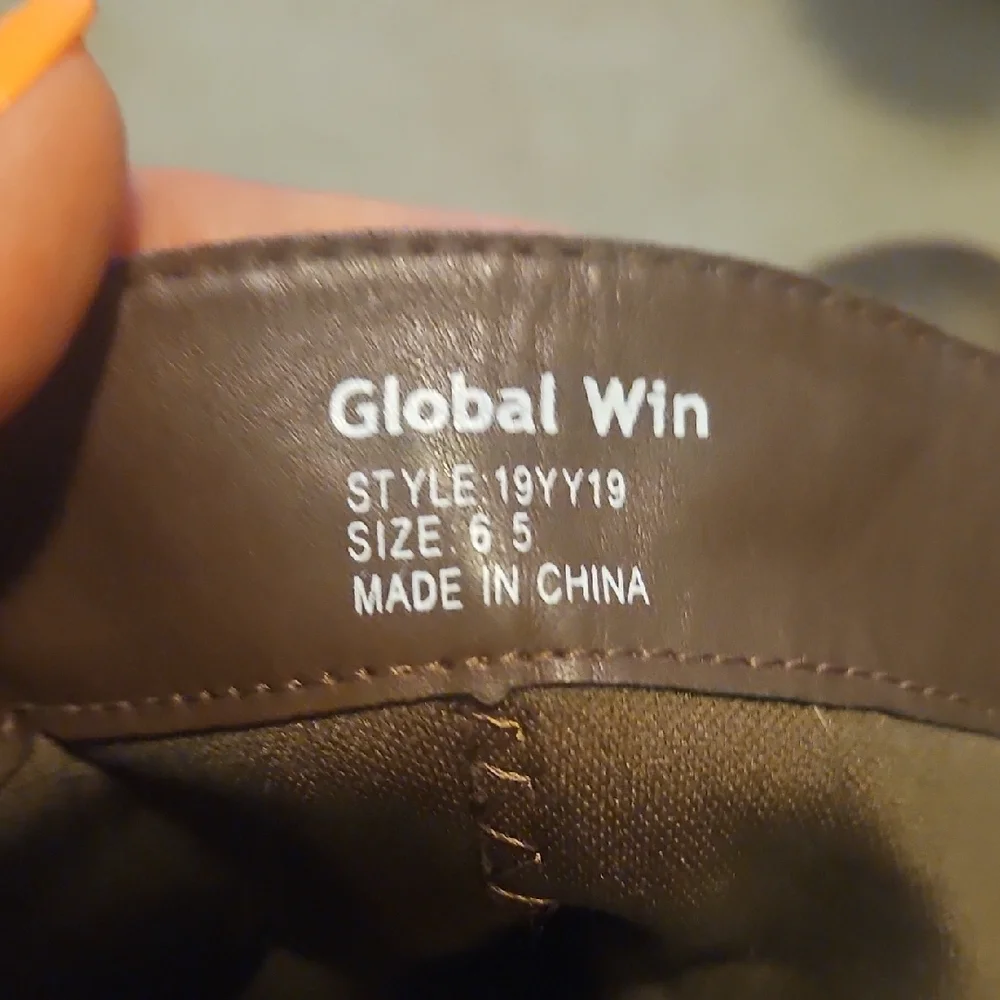 Global Win
STYLE:19YY19
SIZE: 6.5
MADE IN CHINA